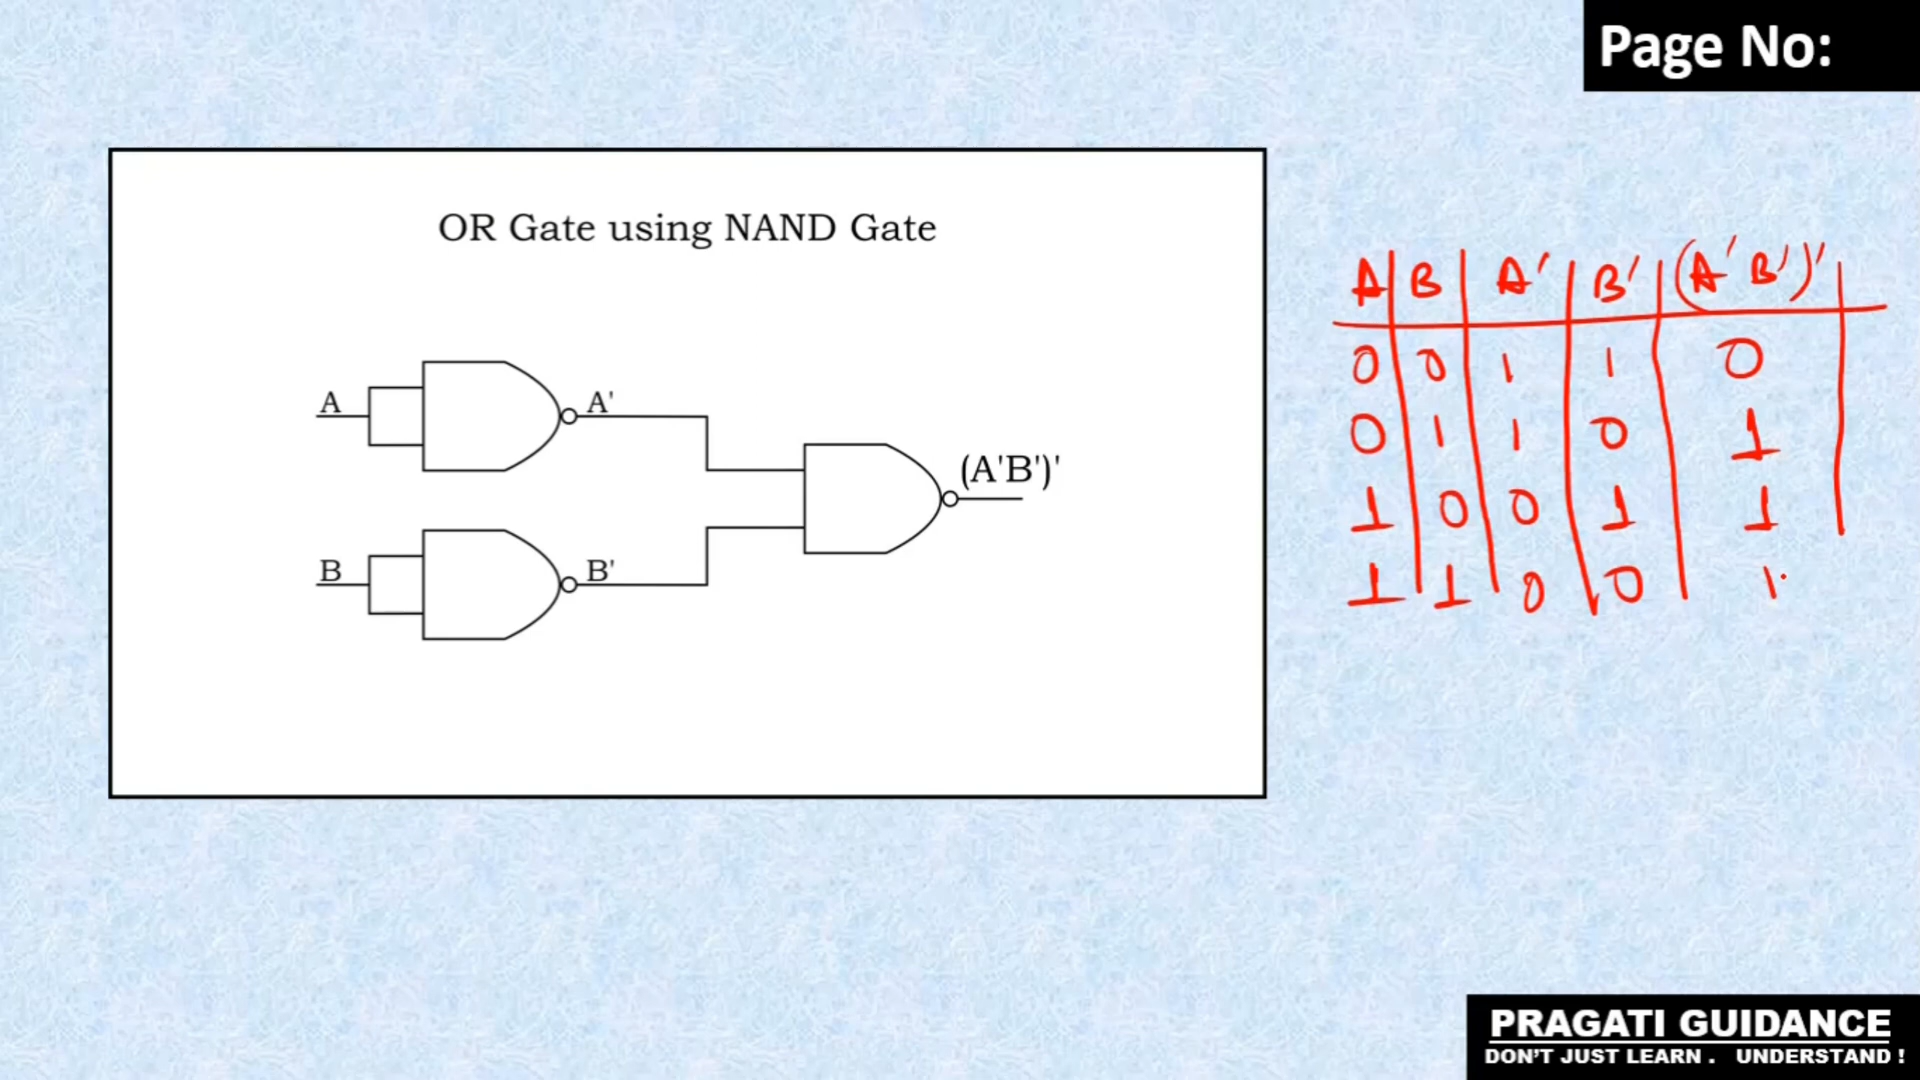 Page No:
OR Gate using NAND Gate
A A'
(A'B')'
B B'
A B A' B' (A' B')'
0 0 1 1 0
0 1 1 0 1
1 0 0 1 1
1 1 0 0 1
PRAGATI GUIDANCE
DON'T JUST LEARN . UNDERSTAND !